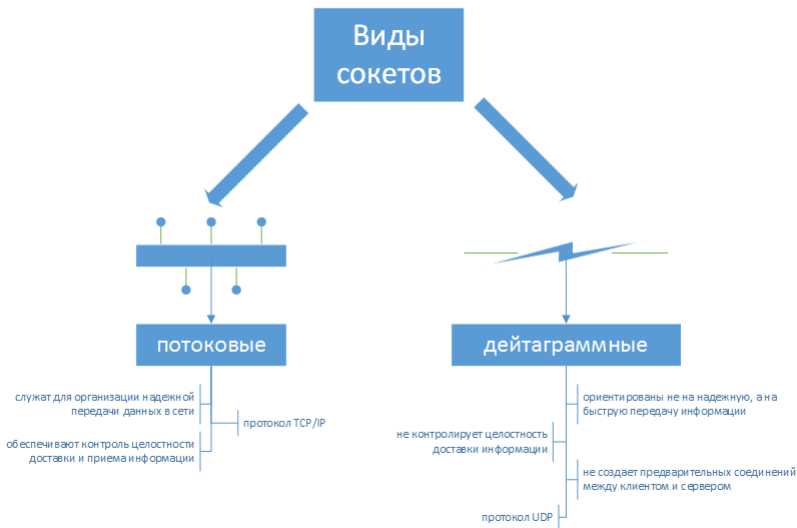 Виды
сокетов
потоковые
служат для организации надежной
передачи данных в сети
протокол TCP/IP
обеспечивают контроль целостности
доставки и приема информации
дейтаграммные
ориентированы не на надежную, а на
быструю передачу информации
не контролирует целостность
доставки информации
не создает предварительных соединений
между клиентом и сервером
протокол UDP